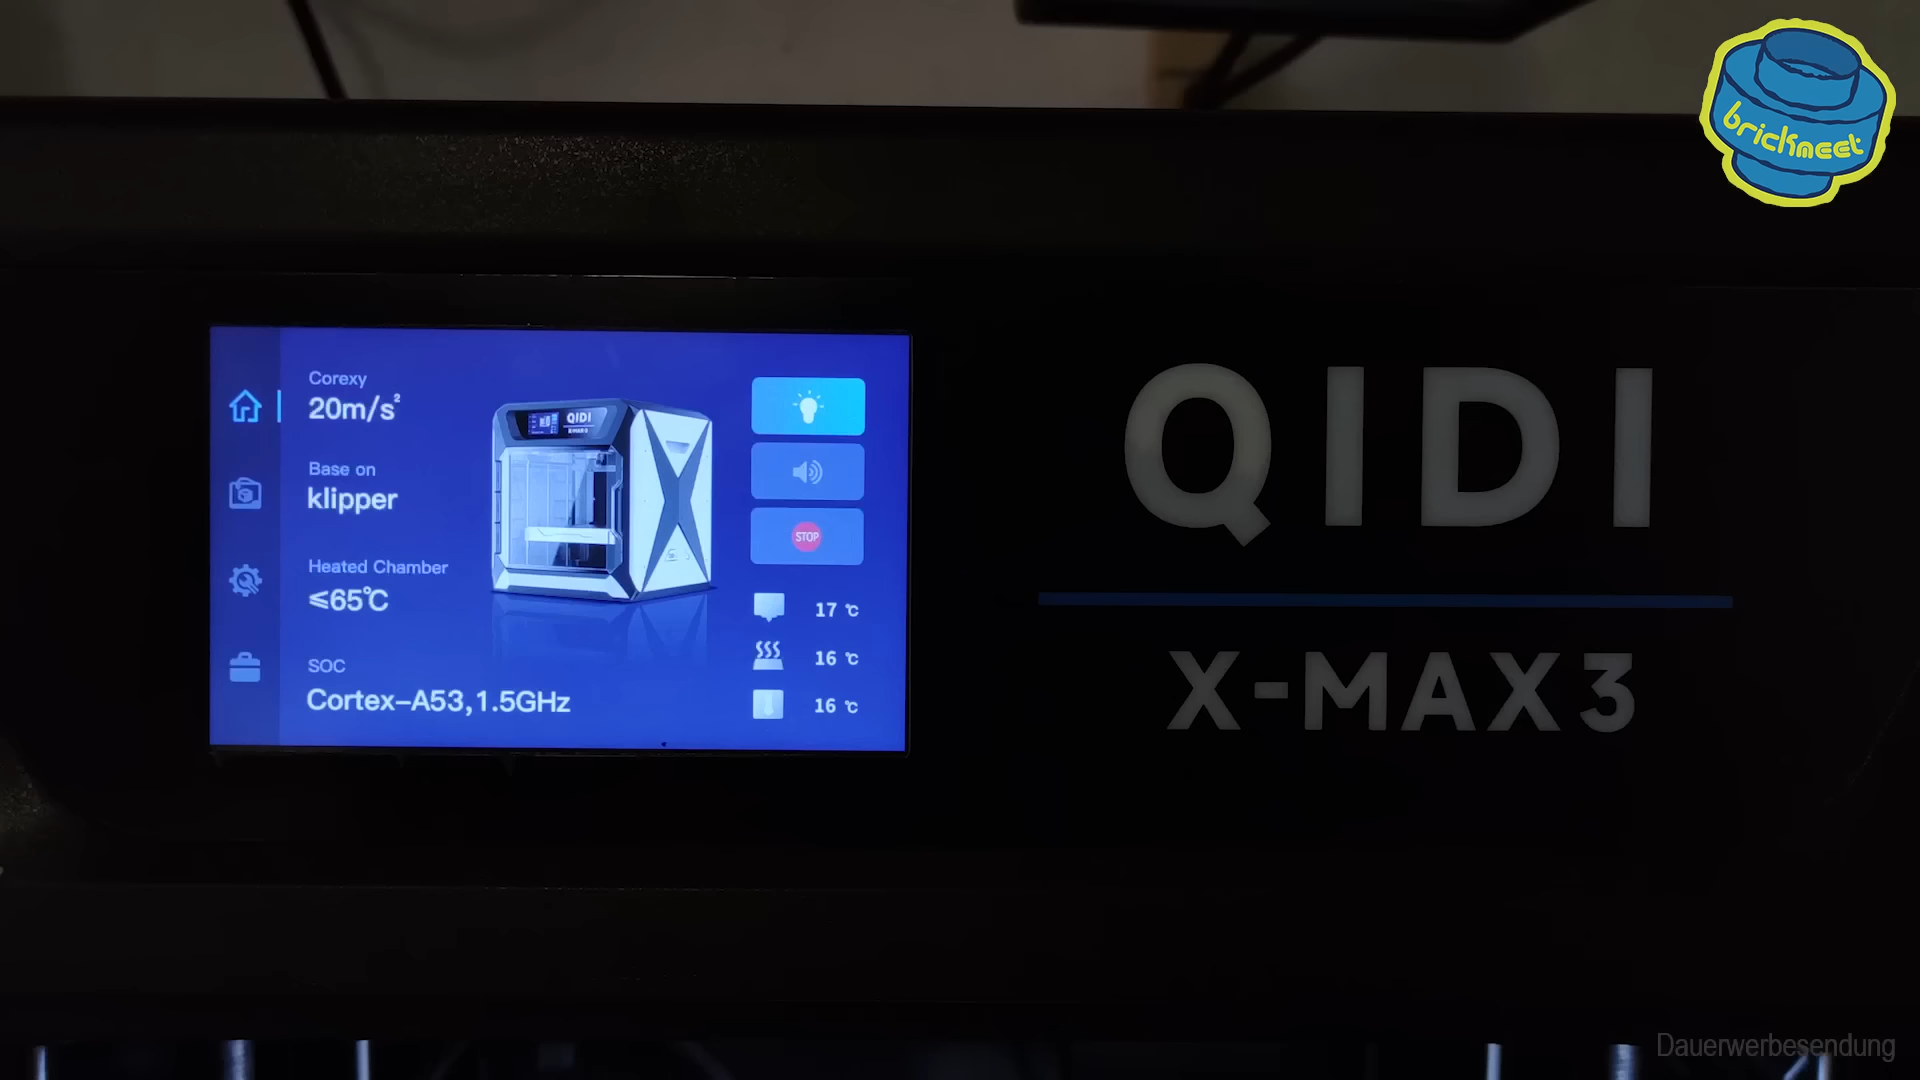 brickmeet
Corexy
20m/s²
Base on
klipper
Heated Chamber
≤65℃
SOC
Cortex-A53,1.5GHz
QIDI
X-MAX3
STOP
17 ℃
16 ℃
16 ℃
QIDI
X-MAX3
Dauerwerbesendung